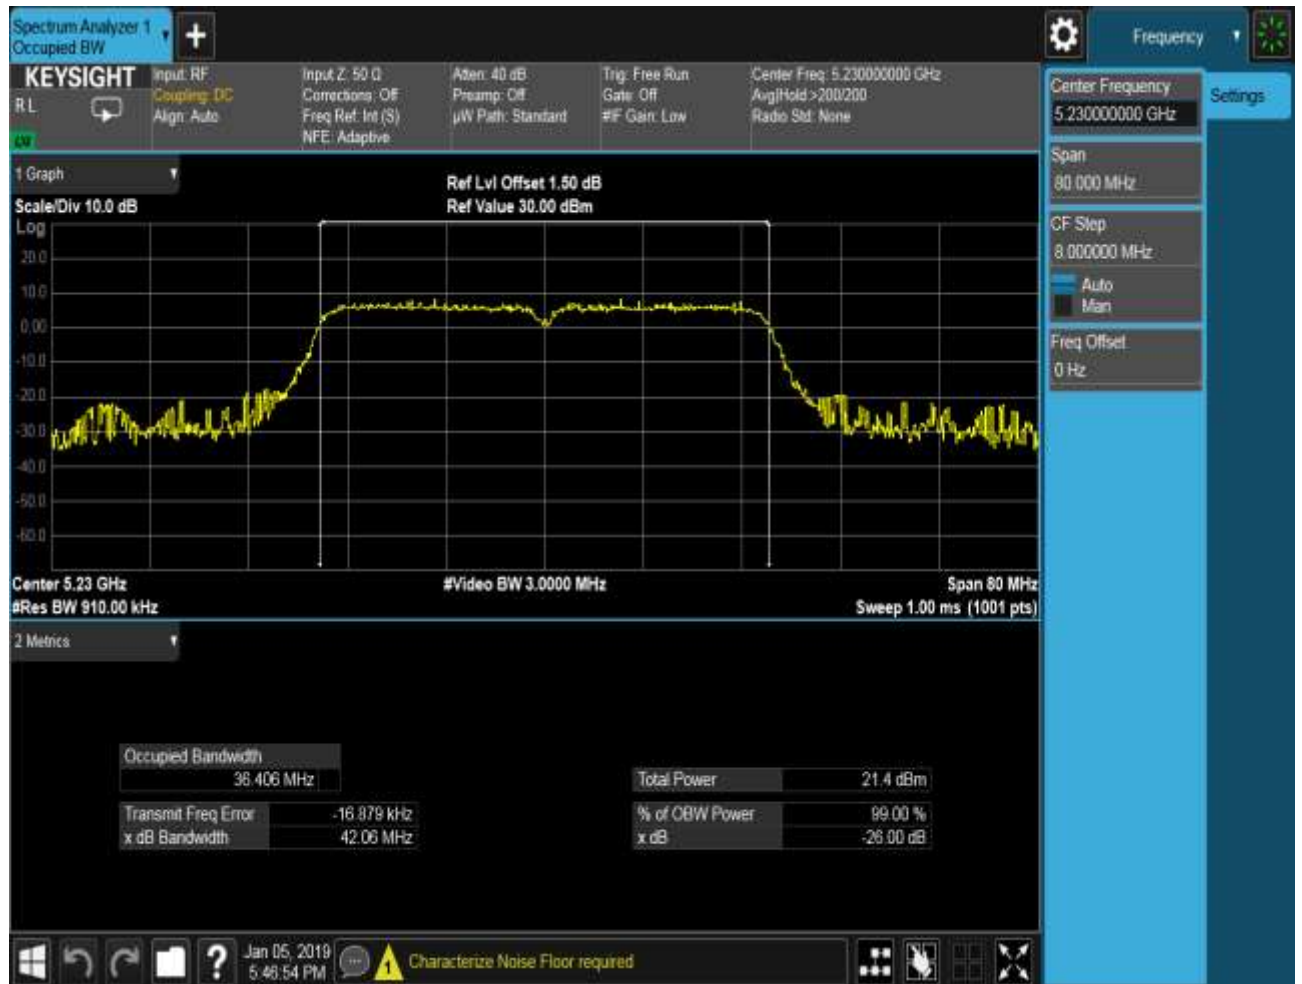 Spectrum Analyzer 1
Occupied BW
Frequency
KEYSIGHT
R L
Input: RF
Coupling: DC
Align: Auto
Input Z: 50 Ω
Corrections: Off
Freq Ref: Int (S)
NFE: Adaptive
Atten: 40 dB
Preamp: Off
µW Path: Standard
Trig: Free Run
Gate: Off
#IF Gain: Low
Center Freq: 5.230000000 GHz
Avg|Hold:>200/200
Radio Std: None
Center Frequency
5.230000000 GHz
Settings
Span
80.000 MHz
CF Step
8.000000 MHz
Auto
Man
Freq Offset
0 Hz
1 Graph
Scale/Div 10.0 dB
Ref Lvl Offset 1.50 dB
Ref Value 30.00 dBm
Log
20.0
10.0
0.00
-10.0
-20.0
-30.0
-40.0
-50.0
-60.0
Center 5.23 GHz
#Video BW 3.0000 MHz
Span 80 MHz
#Res BW 910.00 kHz
Sweep 1.00 ms (1001 pts)
2 Metrics
Occupied Bandwidth
36.406 MHz
Total Power 21.4 dBm
Transmit Freq Error -16.879 kHz
% of OBW Power 99.00 %
x dB Bandwidth 42.06 MHz
x dB -26.00 dB
Jan 05, 2019
5:46:54 PM
Characterize Noise Floor required